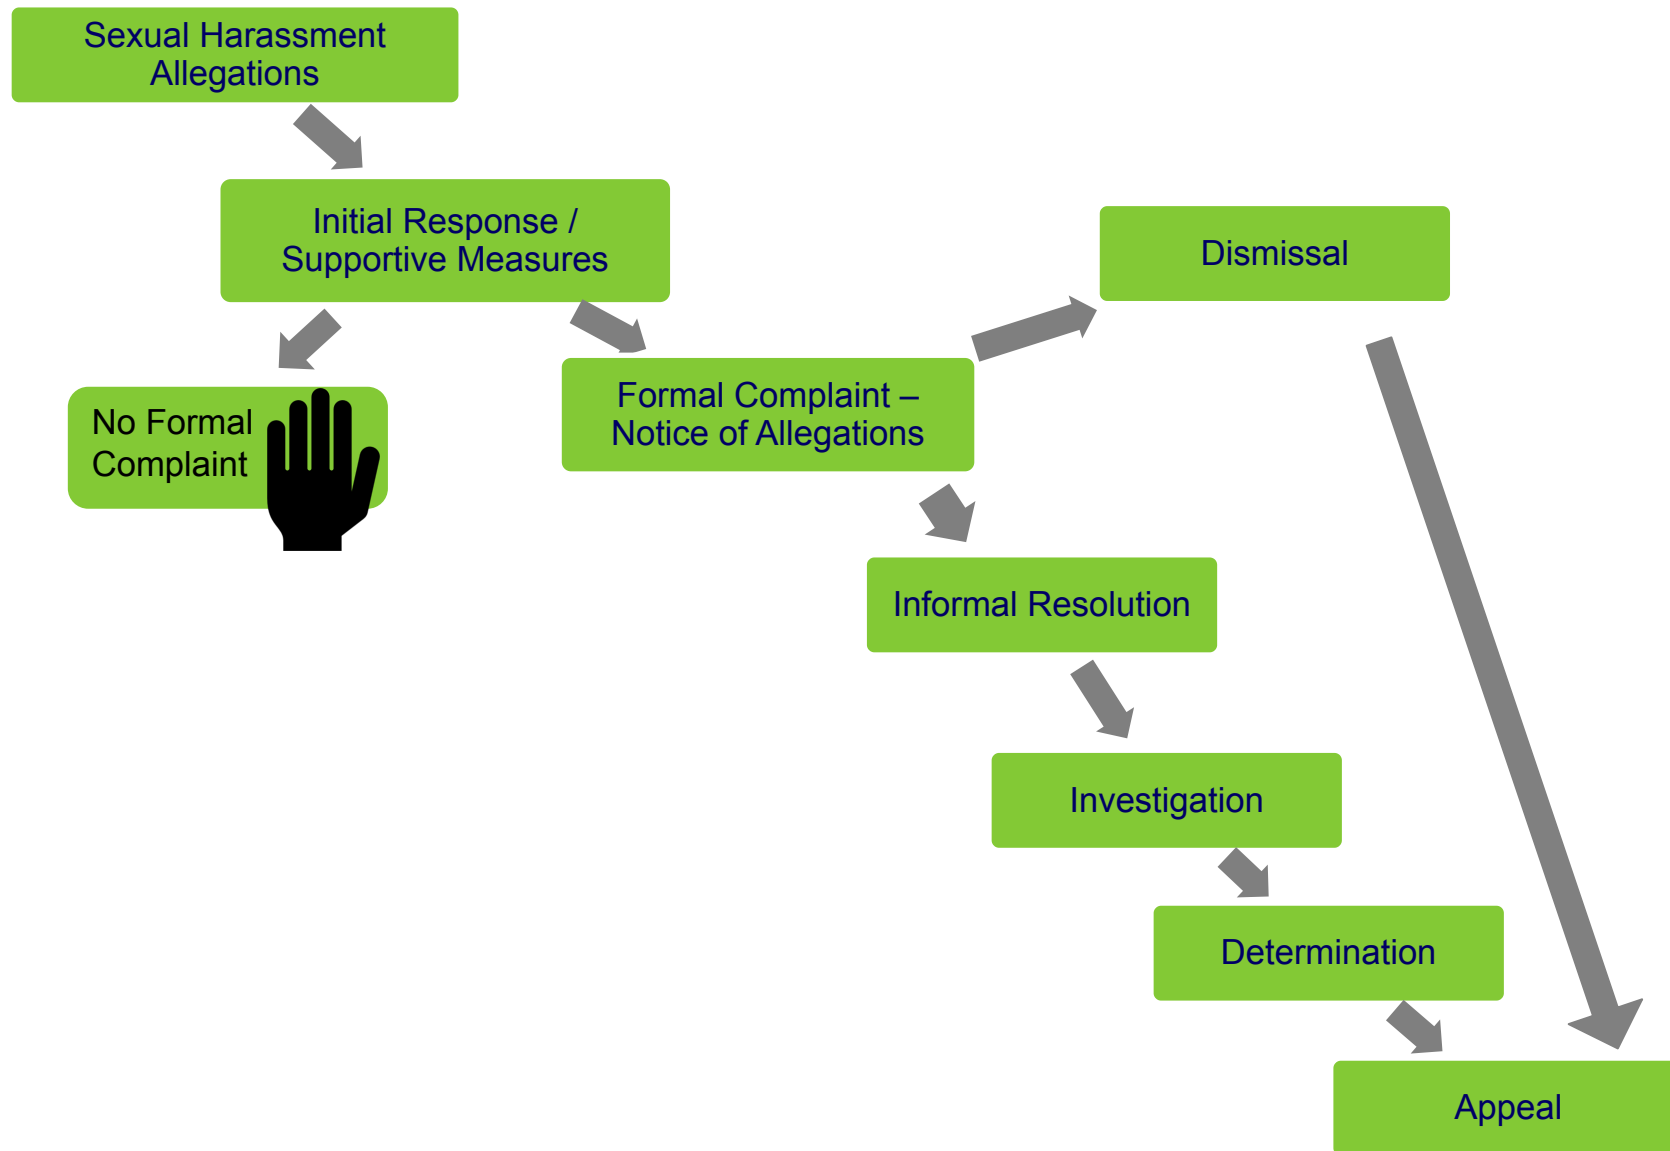 Sexual Harassment
Allegations
Initial Response /
Supportive Measures
Dismissal
No Formal
Complaint
Formal Complaint –
Notice of Allegations
Informal Resolution
Investigation
Determination
Appeal